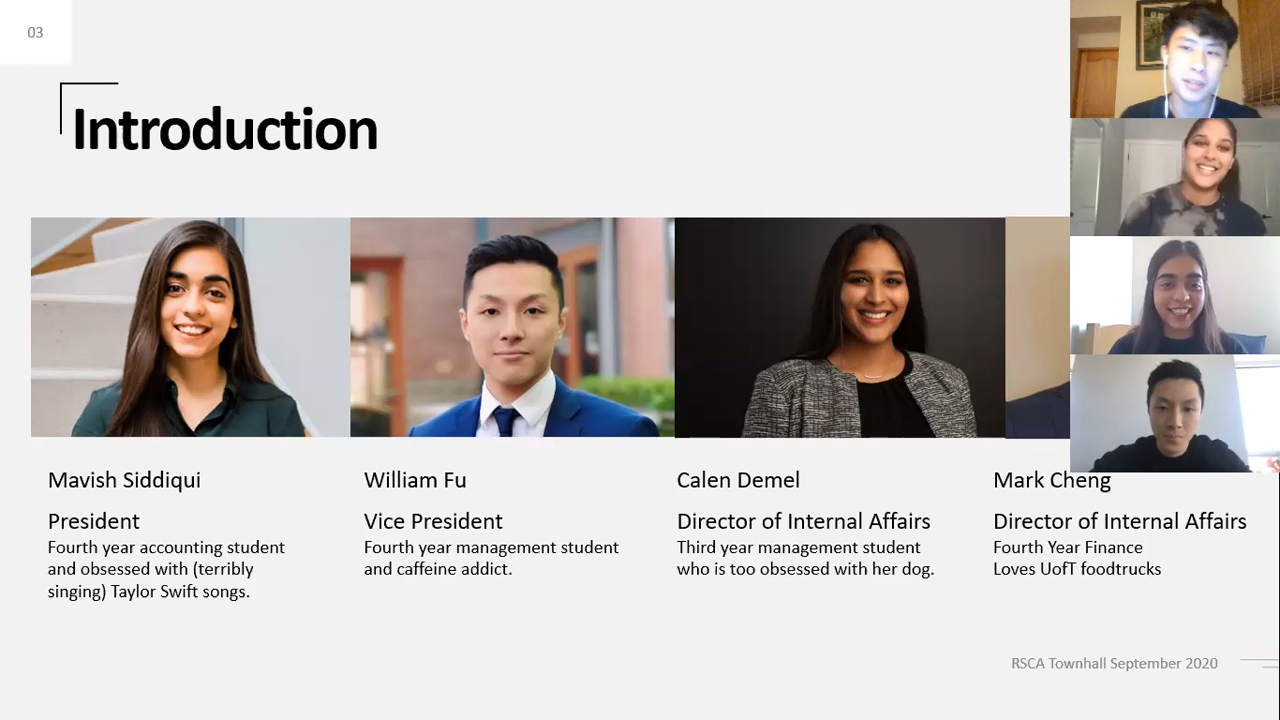 03
Introduction
Mavish Siddiqui
President
Fourth year accounting student
and obsessed with (terribly
singing) Taylor Swift songs.
William Fu
Vice President
Fourth year management student
and caffeine addict.
Calen Demel
Director of Internal Affairs
Third year management student
who is too obsessed with her dog.
Mark Cheng
Director of Internal Affairs
Fourth Year Finance
Loves UofT foodtrucks
RSCA Townhall September 2020